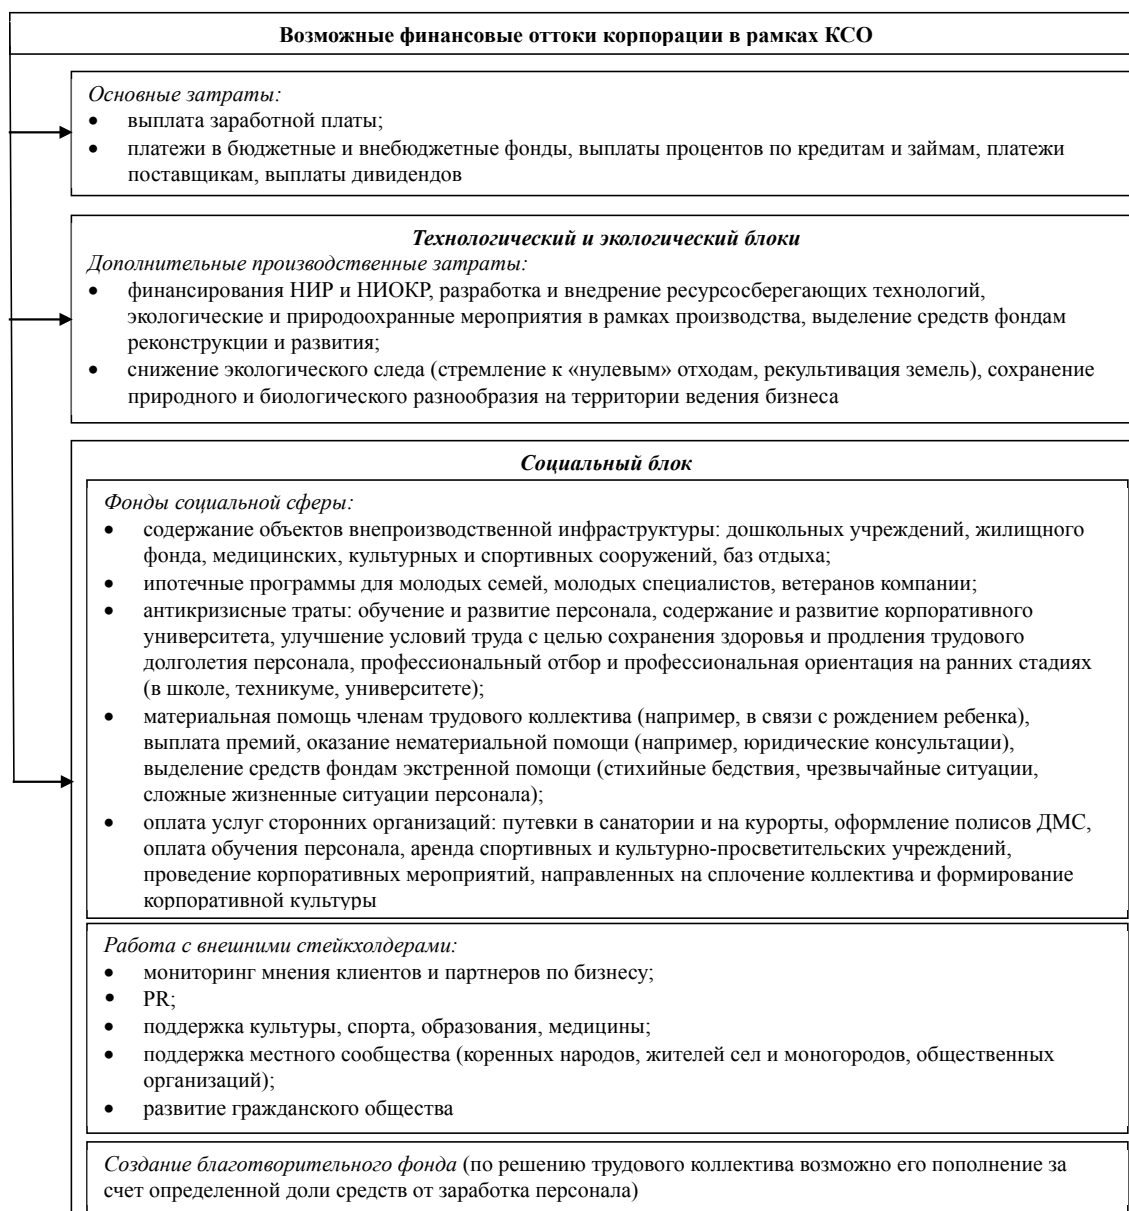 Возможные финансовые оттоки корпорации в рамках КСО
Основные затраты:
• выплата заработной платы;
• платежи в бюджетные и внебюджетные фонды, выплаты процентов по кредитам и займам, платежи
поставщикам, выплаты дивидендов
Технологический и экологический блоки
Дополнительные производственные затраты:
• финансирования НИР и НИОКР, разработка и внедрение ресурсосберегающих технологий,
экологические и природоохранные мероприятия в рамках производства, выделение средств фондам
реконструкции и развития;
• снижение экологического следа (стремление к «нулевым» отходам, рекультивация земель), сохранение
природного и биологического разнообразия на территории ведения бизнеса
Социальный блок
Фонды социальной сферы:
• содержание объектов внепроизводственной инфраструктуры: дошкольных учреждений, жилищного
фонда, медицинских, культурных и спортивных сооружений, баз отдыха;
• ипотечные программы для молодых семей, молодых специалистов, ветеранов компании;
• антикризисные траты: обучение и развитие персонала, содержание и развитие корпоративного
университета, улучшение условий труда с целью сохранения здоровья и продления трудового
долголетия персонала, профессиональный отбор и профессиональная ориентация на ранних стадиях
(в школе, техникуме, университете);
• материальная помощь членам трудового коллектива (например, в связи с рождением ребенка),
выплата премий, оказание нематериальной помощи (например, юридические консультации),
выделение средств фондам экстренной помощи (стихийные бедствия, чрезвычайные ситуации,
сложные жизненные ситуации персонала);
• оплата услуг сторонних организаций: путевки в санатории и на курорты, оформление полисов ДМС,
оплата обучения персонала, аренда спортивных и культурно-просветительских учреждений,
проведение корпоративных мероприятий, направленных на сплочение коллектива и формирование
корпоративной культуры
Работа с внешними стейкхолдерами:
• мониторинг мнения клиентов и партнеров по бизнесу;
• PR;
• поддержка культуры, спорта, образования, медицины;
• поддержка местного сообщества (коренных народов, жителей сел и моногородов, общественных
организаций);
• развитие гражданского общества
Создание благотворительного фонда (по решению трудового коллектива возможно его пополнение за
счет определенной доли средств от заработка персонала)